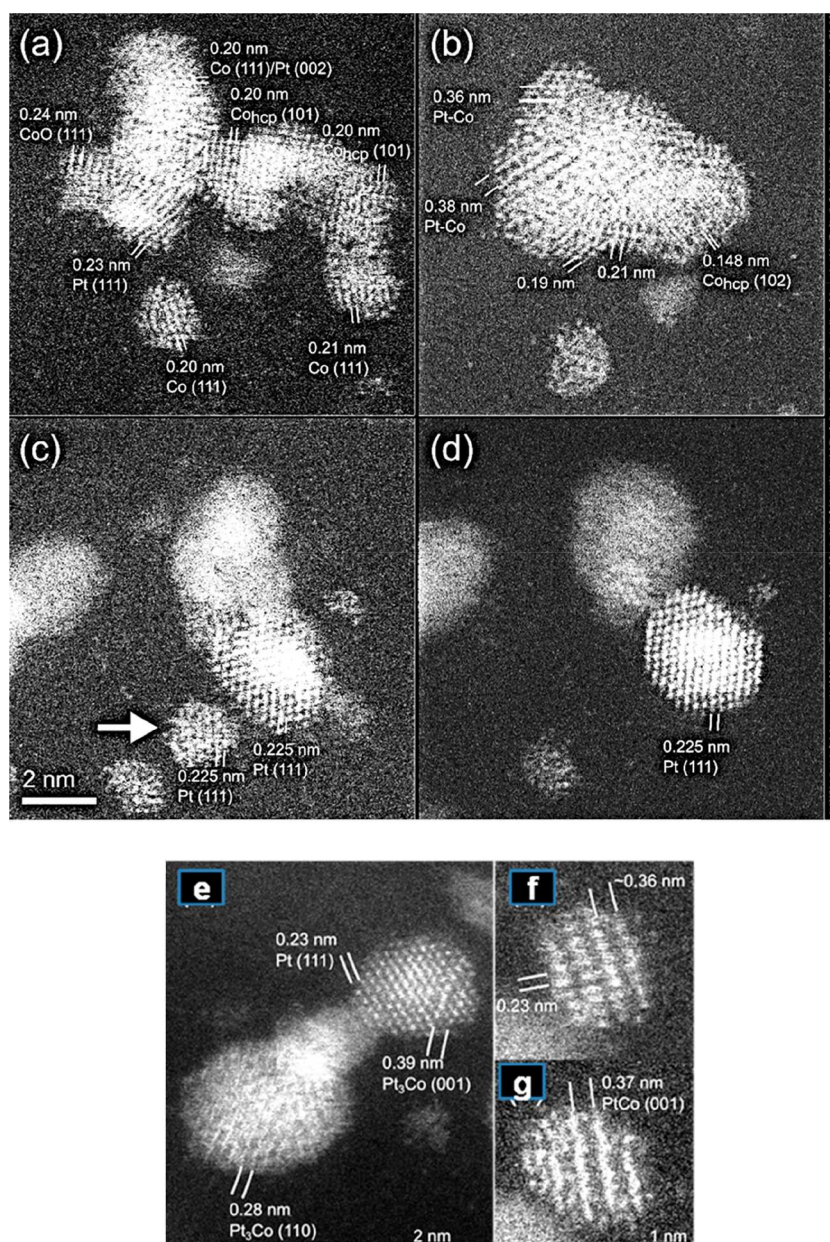 (a)
0.20 nm
Co (111)/Pt (002)
0.20 nm
Cohcp (101)
0.24 nm
CoO (111)
0.20 nm
Cohcp (101)
0.23 nm
Pt (111)
0.20 nm
Co (111)
0.21 nm
Co (111)
(b)
0.36 nm
Pt-Co
0.38 nm
Pt-Co
0.19 nm
0.21 nm
0.148 nm
Cohcp (102)
(c)
0.225 nm
Pt (111)
0.225 nm
Pt (111)
2 nm
(d)
0.225 nm
Pt (111)
e
0.23 nm
Pt (111)
0.39 nm
Pt₃Co (001)
0.28 nm
Pt₃Co (110)
2 nm
f
~0.36 nm
0.23 nm
g
0.37 nm
PtCo (001)
1 nm